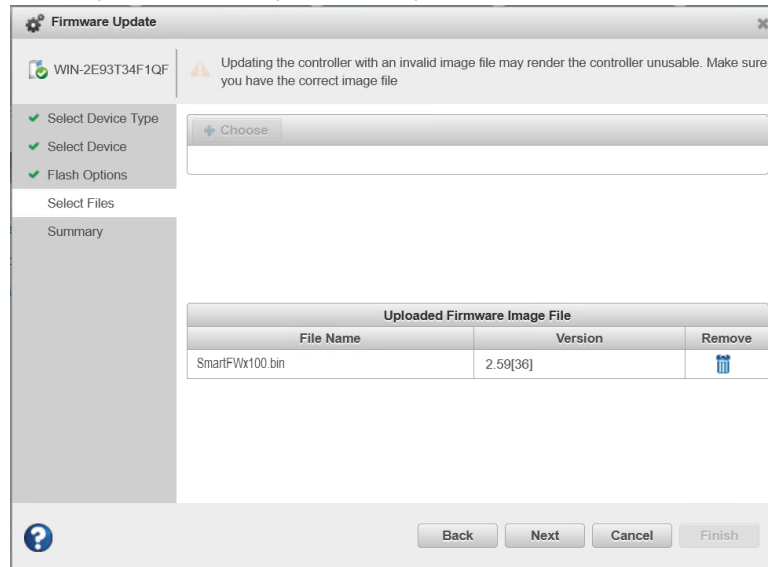 Firmware Update
WIN-2E93T34F1QF
Updating the controller with an invalid image file may render the controller unusable. Make sure
you have the correct image file
Select Device Type
Select Device
Flash Options
Select Files
Summary
Choose
Uploaded Firmware Image File
File Name Version Remove
SmartFWx100.bin 2.59[36]
Back Next Cancel Finish